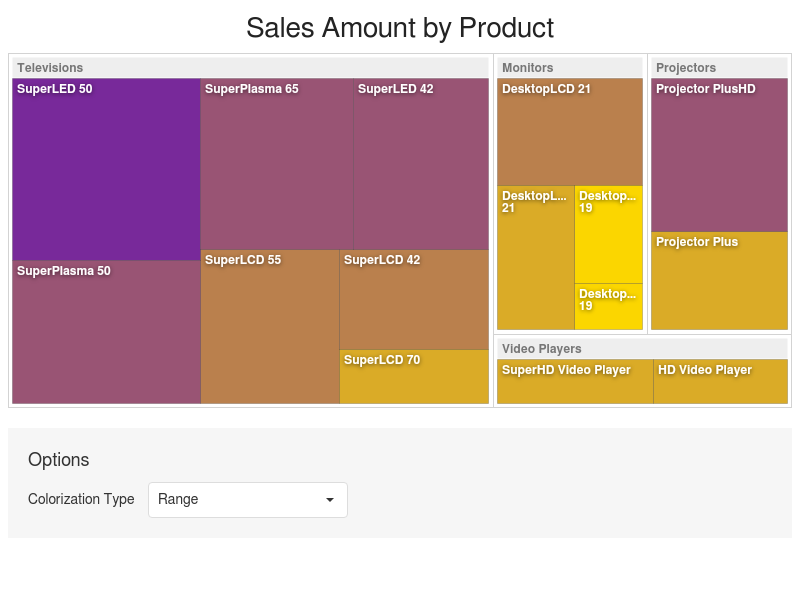 Sales Amount by Product
Televisions
SuperLED 50
SuperPlasma 65
SuperLED 42
SuperPlasma 50
SuperLCD 55
SuperLCD 42
SuperLCD 70
Monitors
DesktopLCD 21
DesktopL...
21
Desktop...
19
Desktop...
19
Projectors
Projector PlusHD
Projector Plus
Video Players
SuperHD Video Player
HD Video Player
Options
Colorization Type
Range